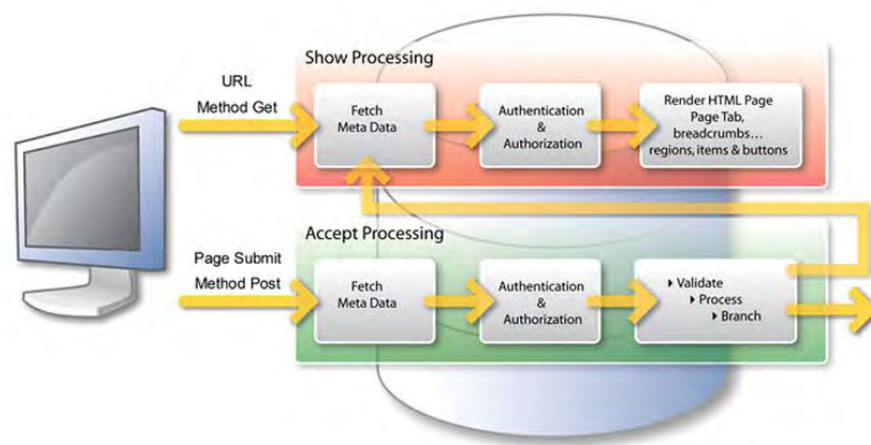 Show Processing
URL
Method Get
Fetch
Meta Data
Authentication
&
Authorization
Render HTML Page
Page Tab,
breadcrumbs...
regions, items & buttons
Accept Processing
Page Submit
Method Post
Fetch
Meta Data
Authentication
&
Authorization
Validate
Process
Branch